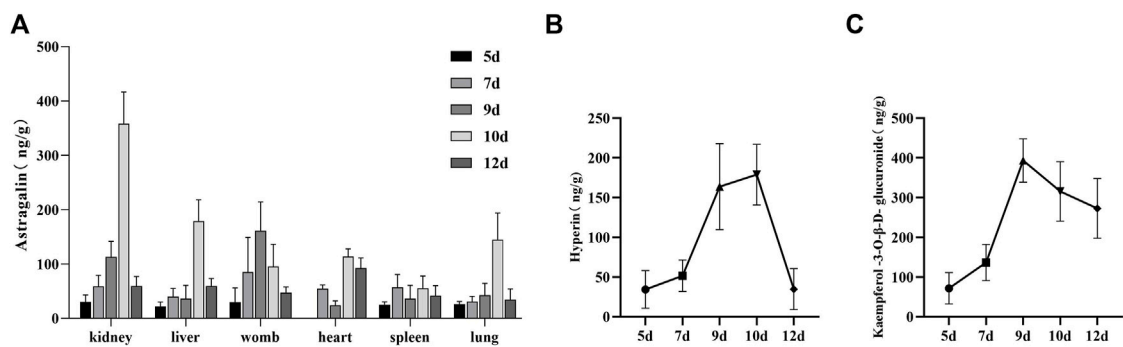 A
Astragalin( ng/g)
500
400
300
200
100
0
kidney liver womb heart spleen lung
5d
7d
9d
10d
12d
B
Hyperin( ng/g)
250
200
150
100
50
0
5d 7d 9d 10d 12d
C
Kaempferol -3-O-β-D- glucuronide( ng/g)
500
400
300
200
100
0
5d 7d 9d 10d 12d